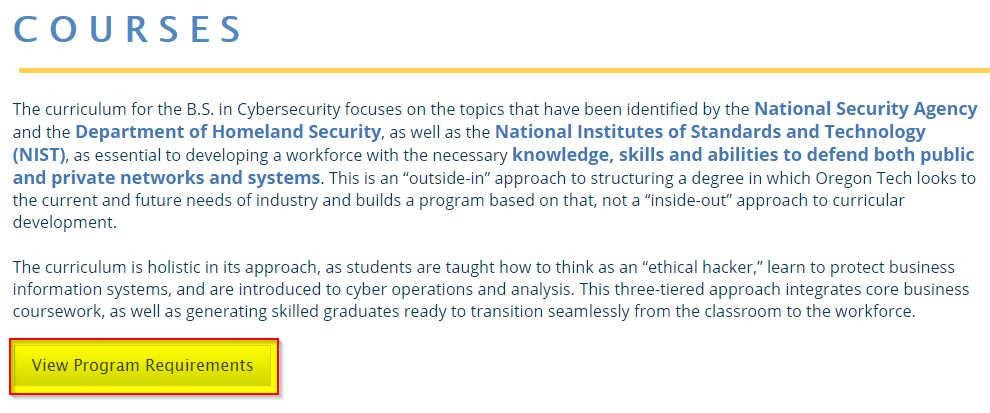 COURSES
The curriculum for the B.S. in Cybersecurity focuses on the topics that have been identified by the National Security Agency
and the Department of Homeland Security, as well as the National Institutes of Standards and Technology
(NIST), as essential to developing a workforce with the necessary knowledge, skills and abilities to defend both public
and private networks and systems. This is an “outside-in” approach to structuring a degree in which Oregon Tech looks to
the current and future needs of industry and builds a program based on that, not a “inside-out” approach to curricular
development.
The curriculum is holistic in its approach, as students are taught how to think as an “ethical hacker,” learn to protect business
information systems, and are introduced to cyber operations and analysis. This three-tiered approach integrates core business
coursework, as well as generating skilled graduates ready to transition seamlessly from the classroom to the workforce.
View Program Requirements